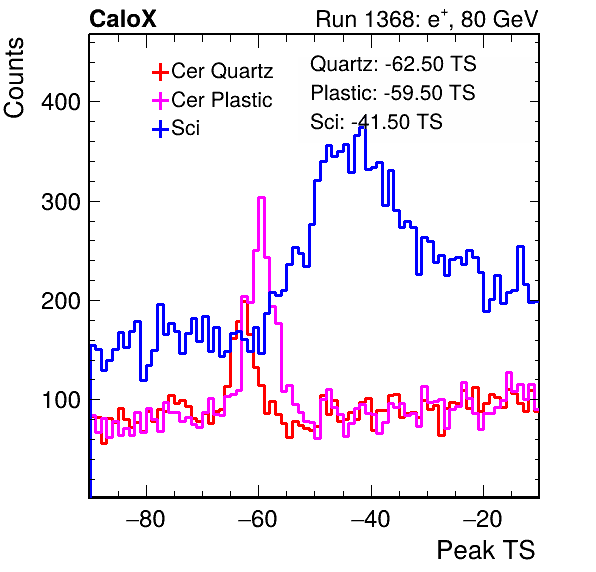 CaloX
Run 1368: e+, 80 GeV
Counts
Cer Quartz
Cer Plastic
Sci
Quartz: -62.50 TS
Plastic: -59.50 TS
Sci: -41.50 TS
400
300
200
100
−80 −60 −40 −20
Peak TS